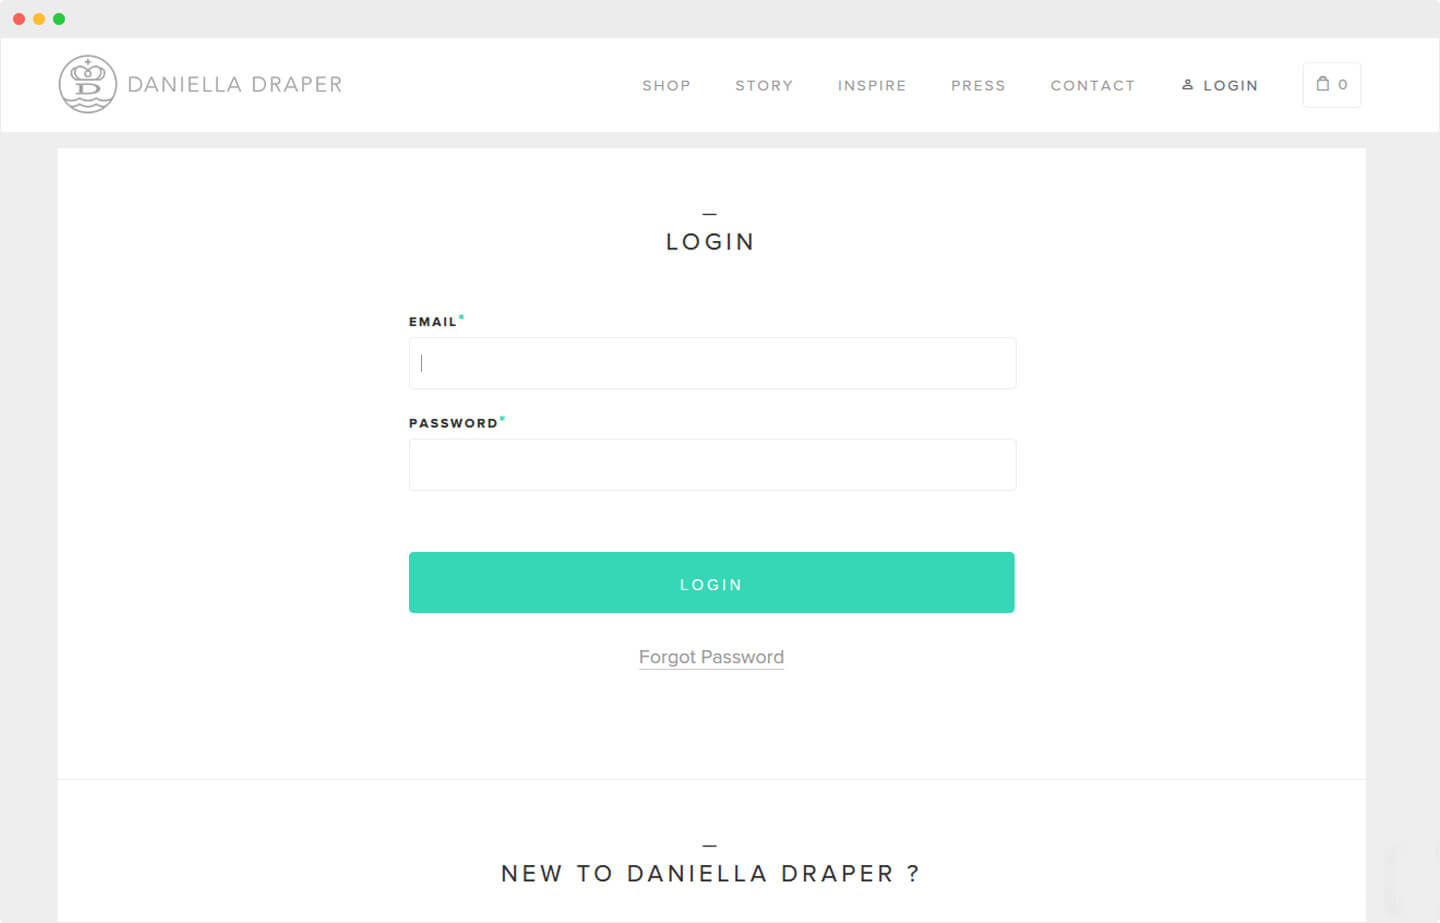 DANIELLA DRAPER
SHOP STORY INSPIRE PRESS CONTACT LOGIN 0
LOGIN
EMAIL*
PASSWORD*
LOGIN
Forgot Password
NEW TO DANIELLA DRAPER ?